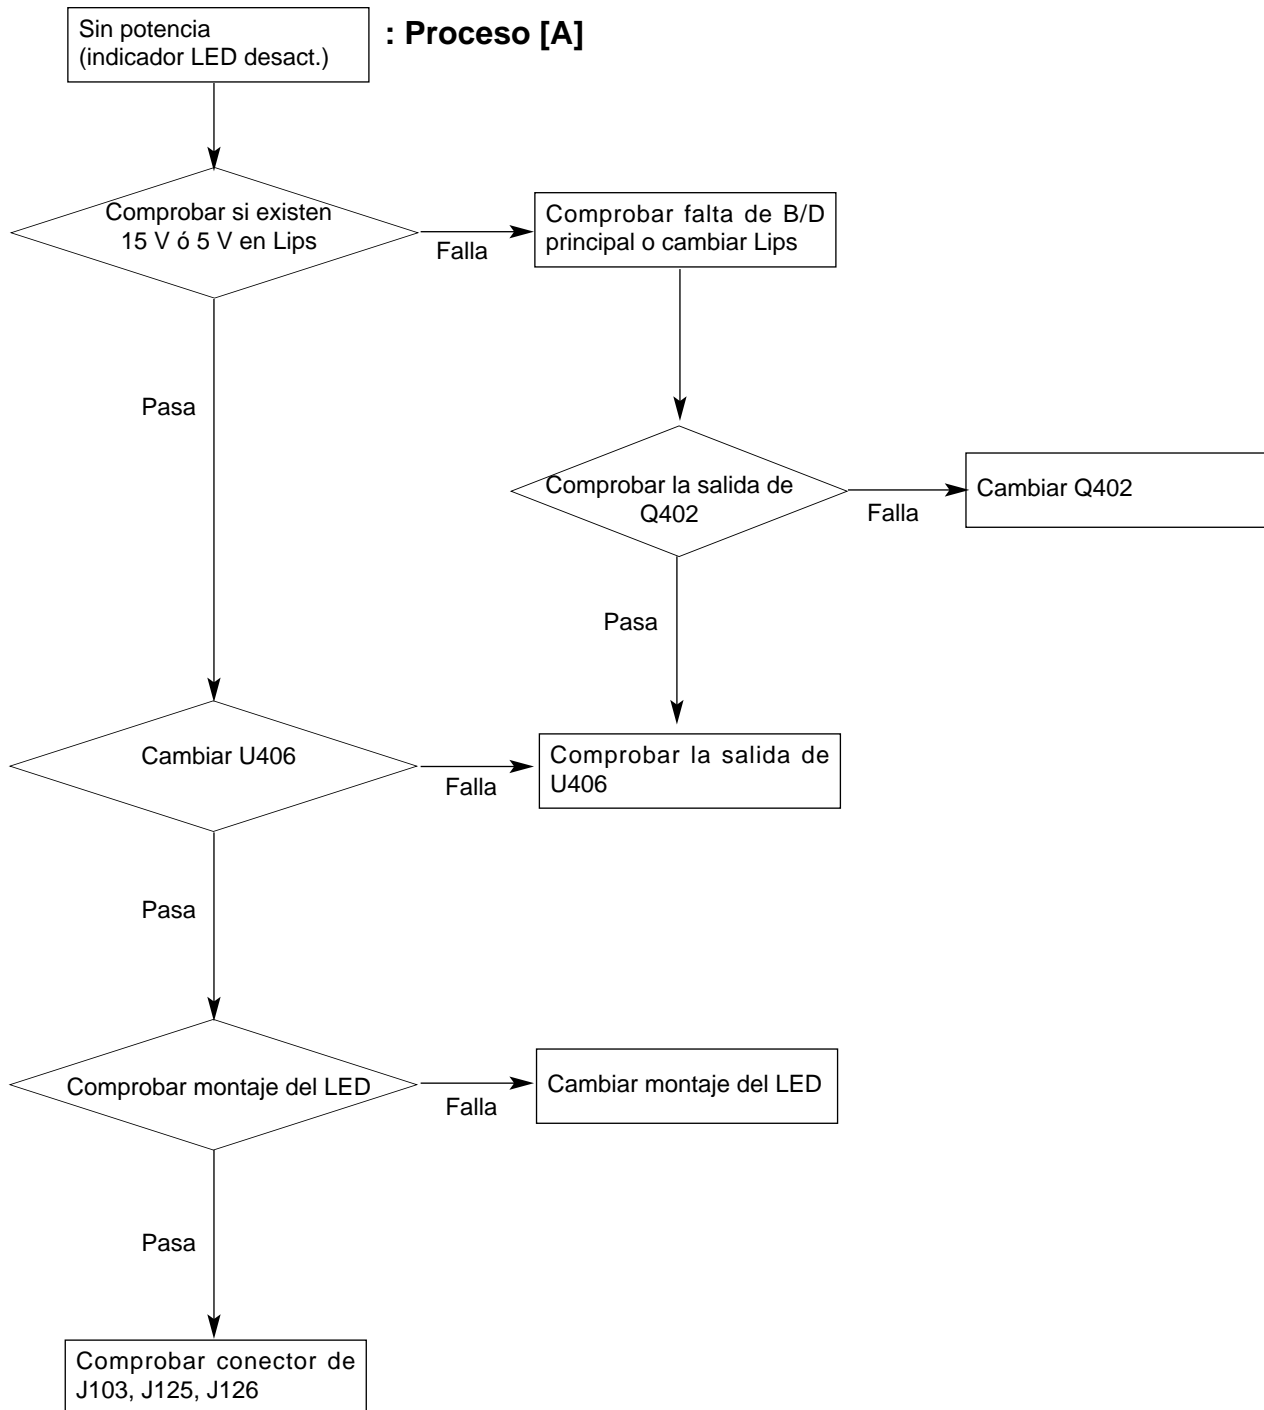 Sin potencia
(indicador LED desact.)
: Proceso [A]
Comprobar si existen
15 V ó 5 V en Lips
Falla
Comprobar falta de B/D
principal o cambiar Lips
Pasa
Comprobar la salida de
Q402
Falla
Cambiar Q402
Pasa
Cambiar U406
Falla
Comprobar la salida de
U406
Pasa
Comprobar montaje del LED
Falla
Cambiar montaje del LED
Pasa
Comprobar conector de
J103, J125, J126